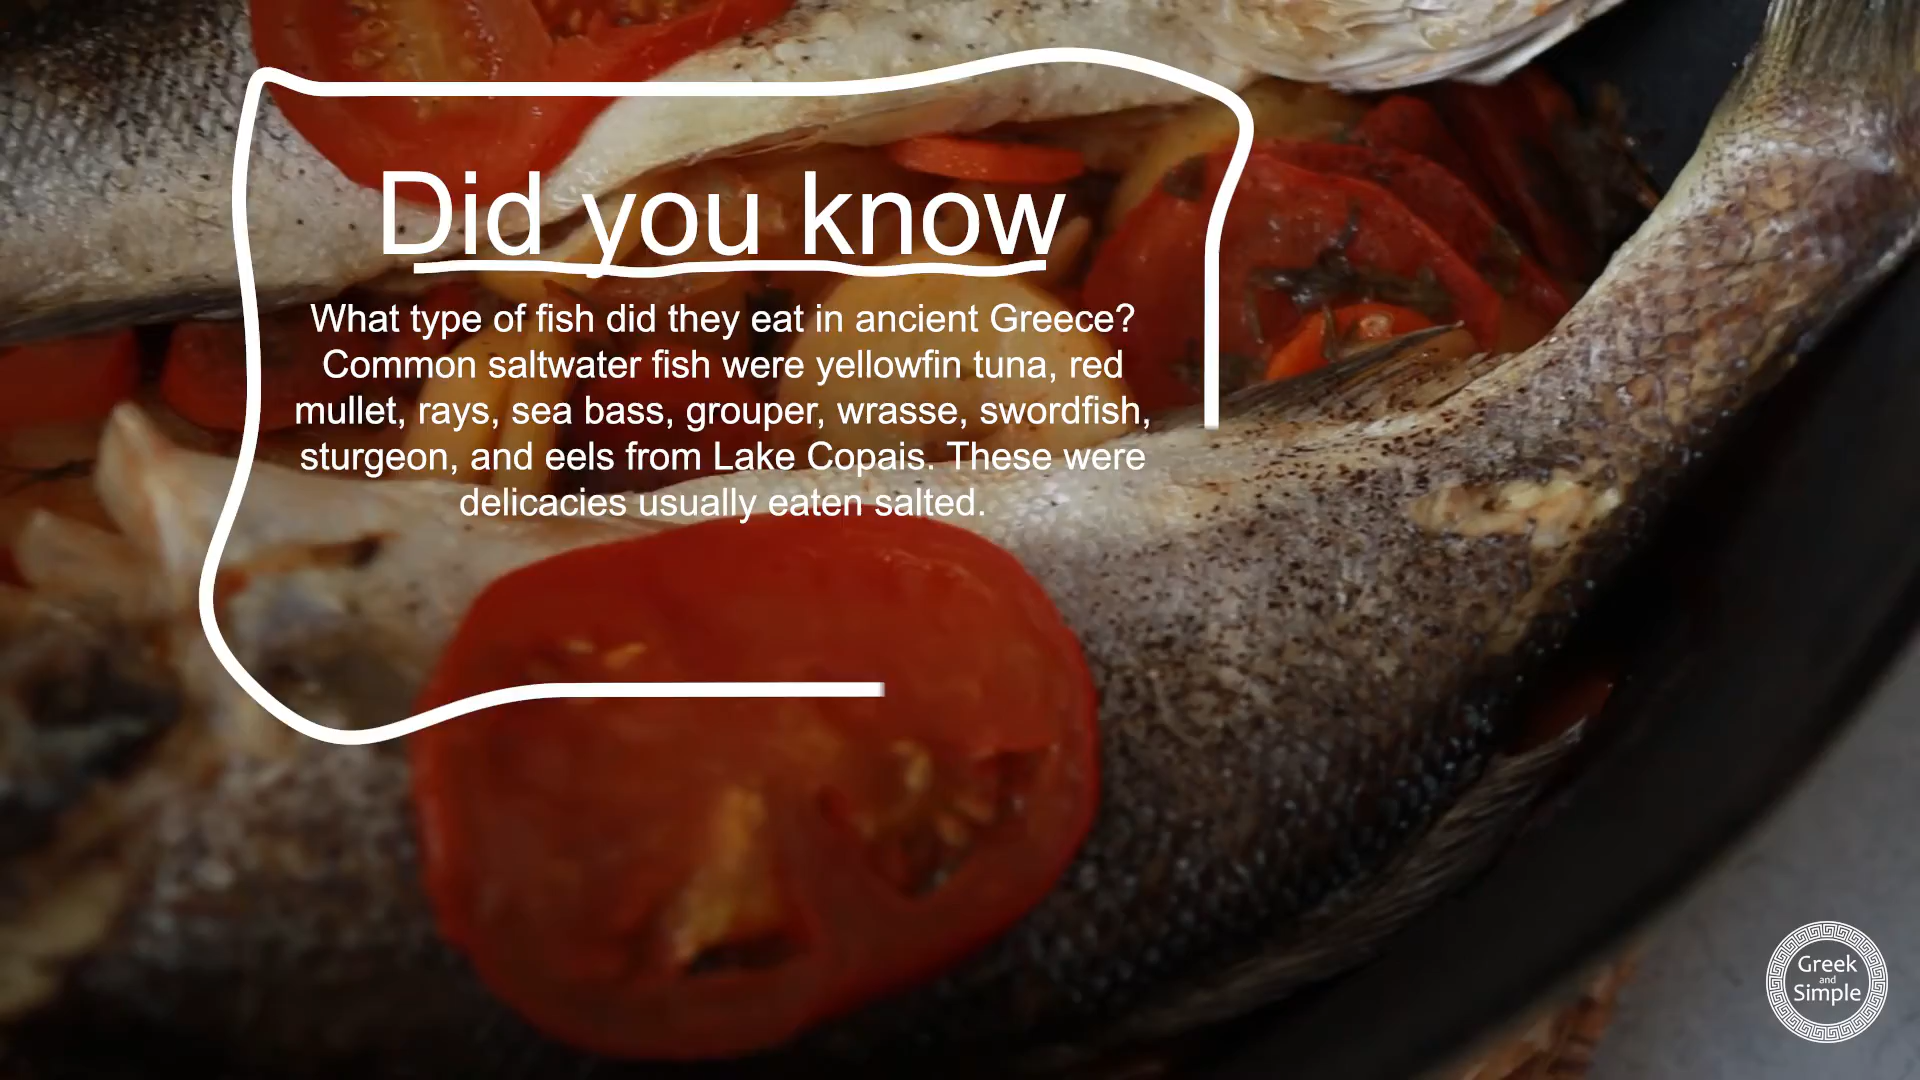 Did you know
What type of fish did they eat in ancient Greece?
Common saltwater fish were yellowfin tuna, red
mullet, rays, sea bass, grouper, wrasse, swordfish,
sturgeon, and eels from Lake Copais. These were
delicacies usually eaten salted.
Greek
and
Simple